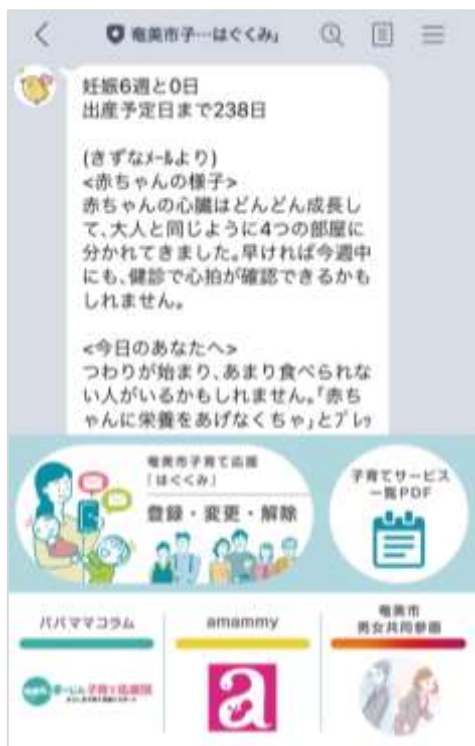 奄美市子…はぐくみ」
妊娠6週と0日
出産予定日まで238日
(きずなメールより)
<赤ちゃんの様子>
赤ちゃんの心臓はどんどん成長し
て、大人と同じように4つの部屋に
分かれてきました。早ければ今週中
にも、健診で心拍が確認できるかも
しれません。
<今日のあなたへ>
つわりが始まり、あまり食べられな
い人がいるかもしれません。「赤ち
ゃんに栄養をあげなくちゃ」とプレッ
奄美市子育て応援
「はぐくみ」
登録・変更・解除
子育てサービス
一覧PDF
パパママコラム
amammy
奄美市
男女共同参画
子育て応援団
a